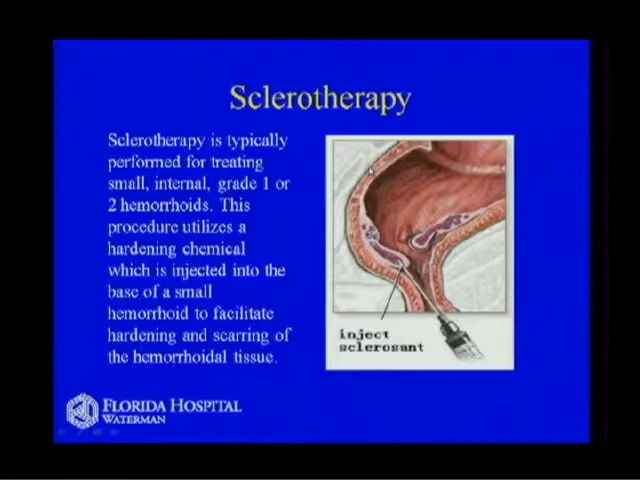 Sclerotherapy
Sclerotherapy is typically
performed for treating
small, internal, grade 1 or
2 hemorrhoids. This
procedure utilizes a
hardening chemical
which is injected into the
base of a small
hemorrhoid to facilitate
hardening and scarring of
the hemorrhoidal tissue.
inject
sclerosant
FLORIDA HOSPITAL
WATERMAN